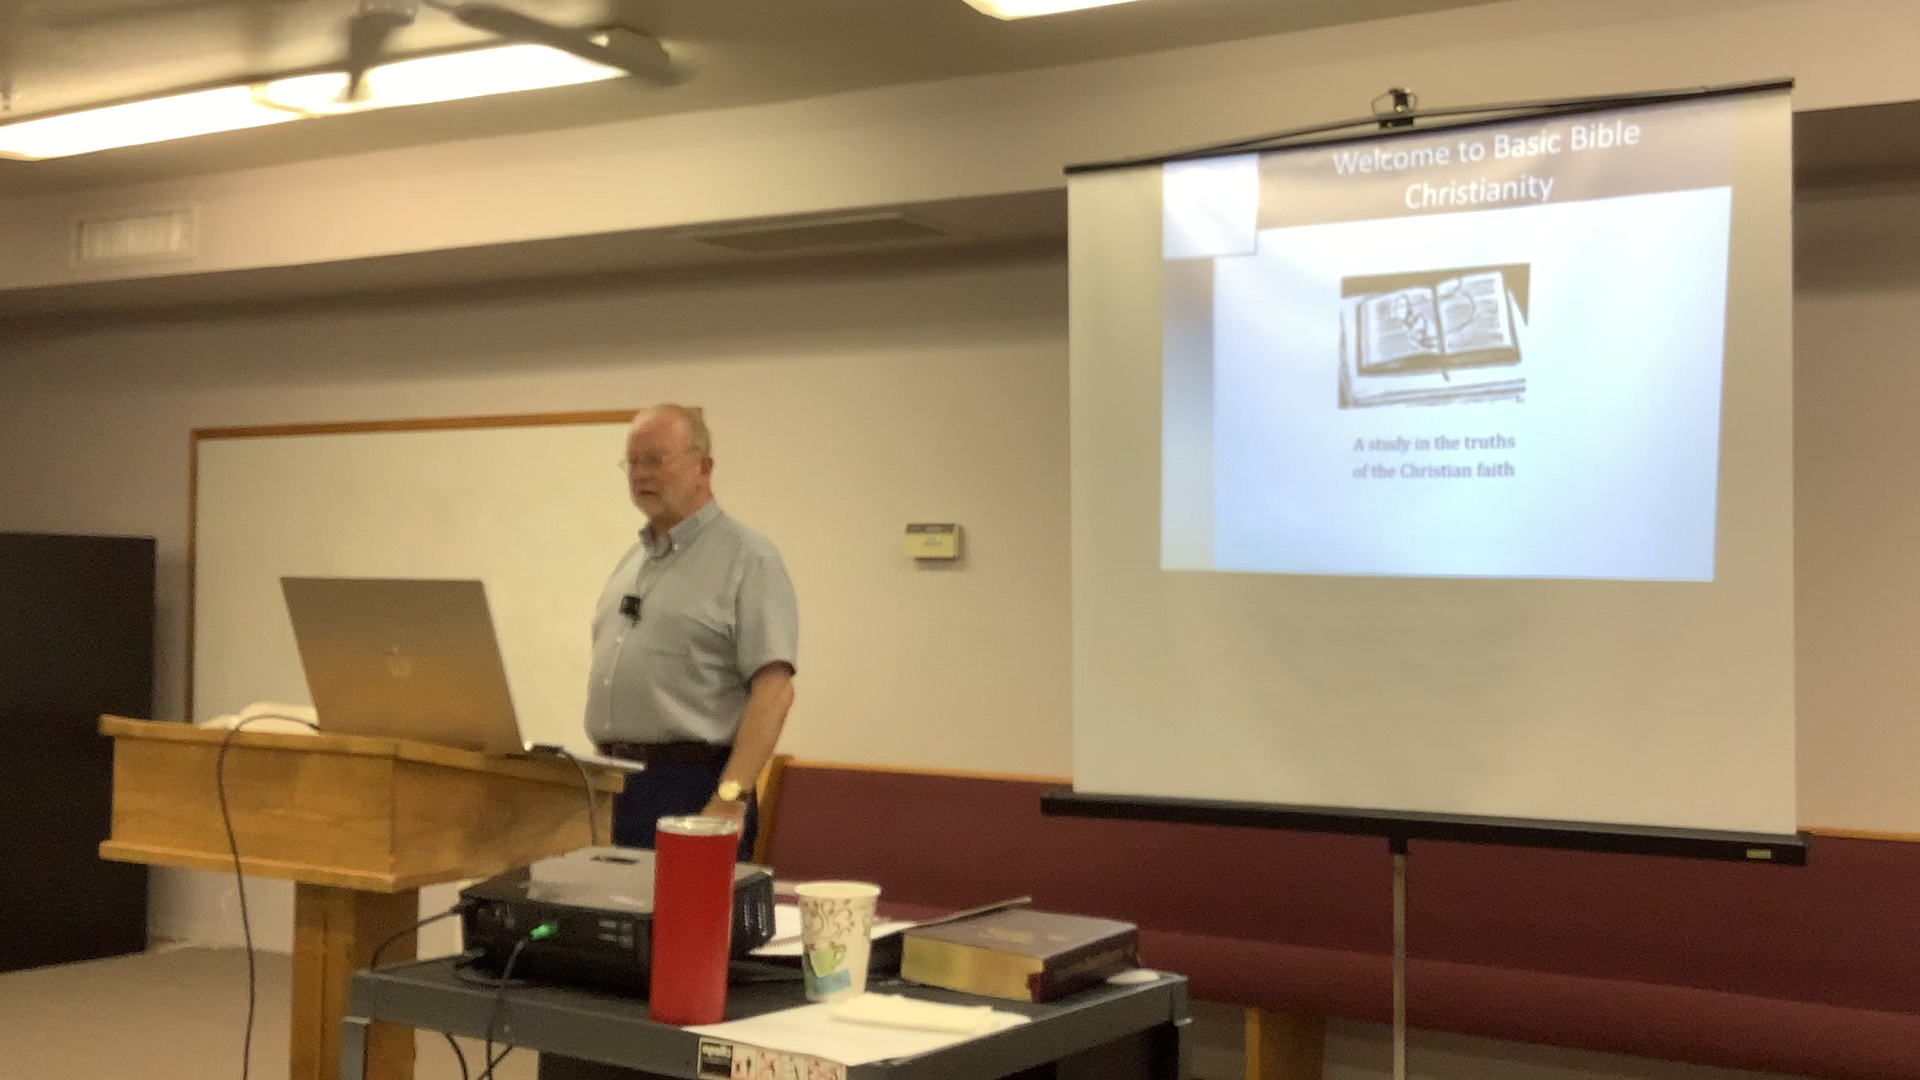 Welcome to Basic Bible
Christianity
A study in the truths
of the Christian faith